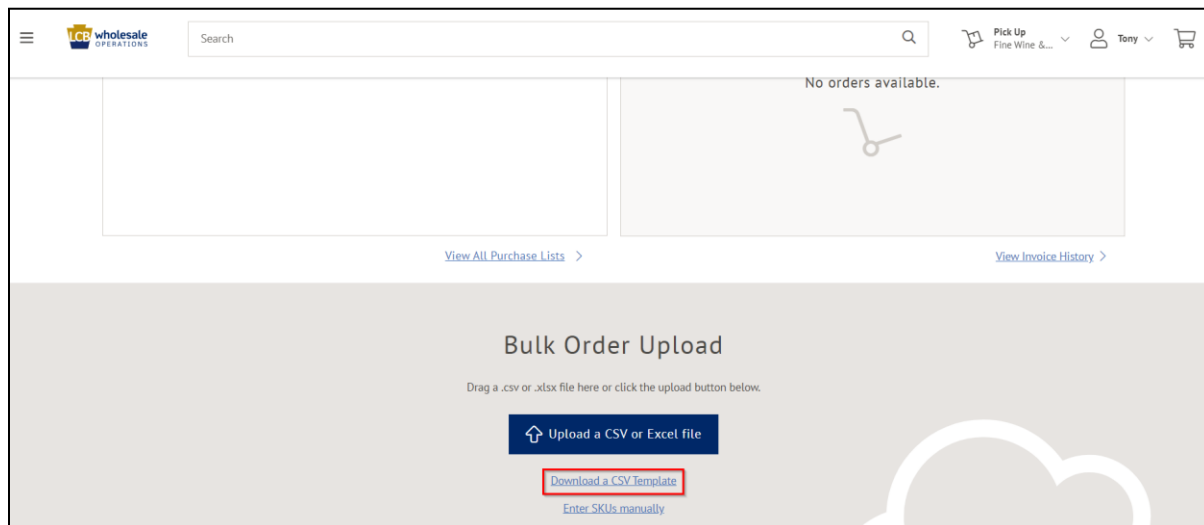 LCB wholesale
OPERATIONS
Search
Pick Up
Fine Wine &...
Tony
No orders available.
View All Purchase Lists
View Invoice History
Bulk Order Upload
Drag a .csv or .xlsx file here or click the upload button below.
Upload a CSV or Excel file
Download a CSV Template
Enter SKUs manually